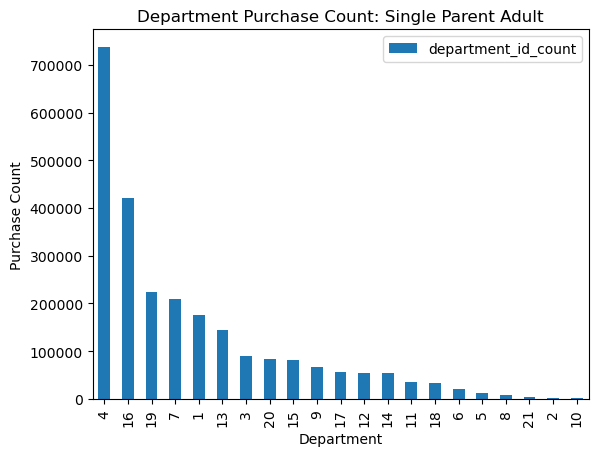 Department Purchase Count: Single Parent Adult
department_id_count
700000
600000
500000
400000
300000
200000
100000
0
Purchase Count
4 16 19 7 1 13 3 20 15 9 17 12 14 11 18 6 5 8 21 2 10
Department